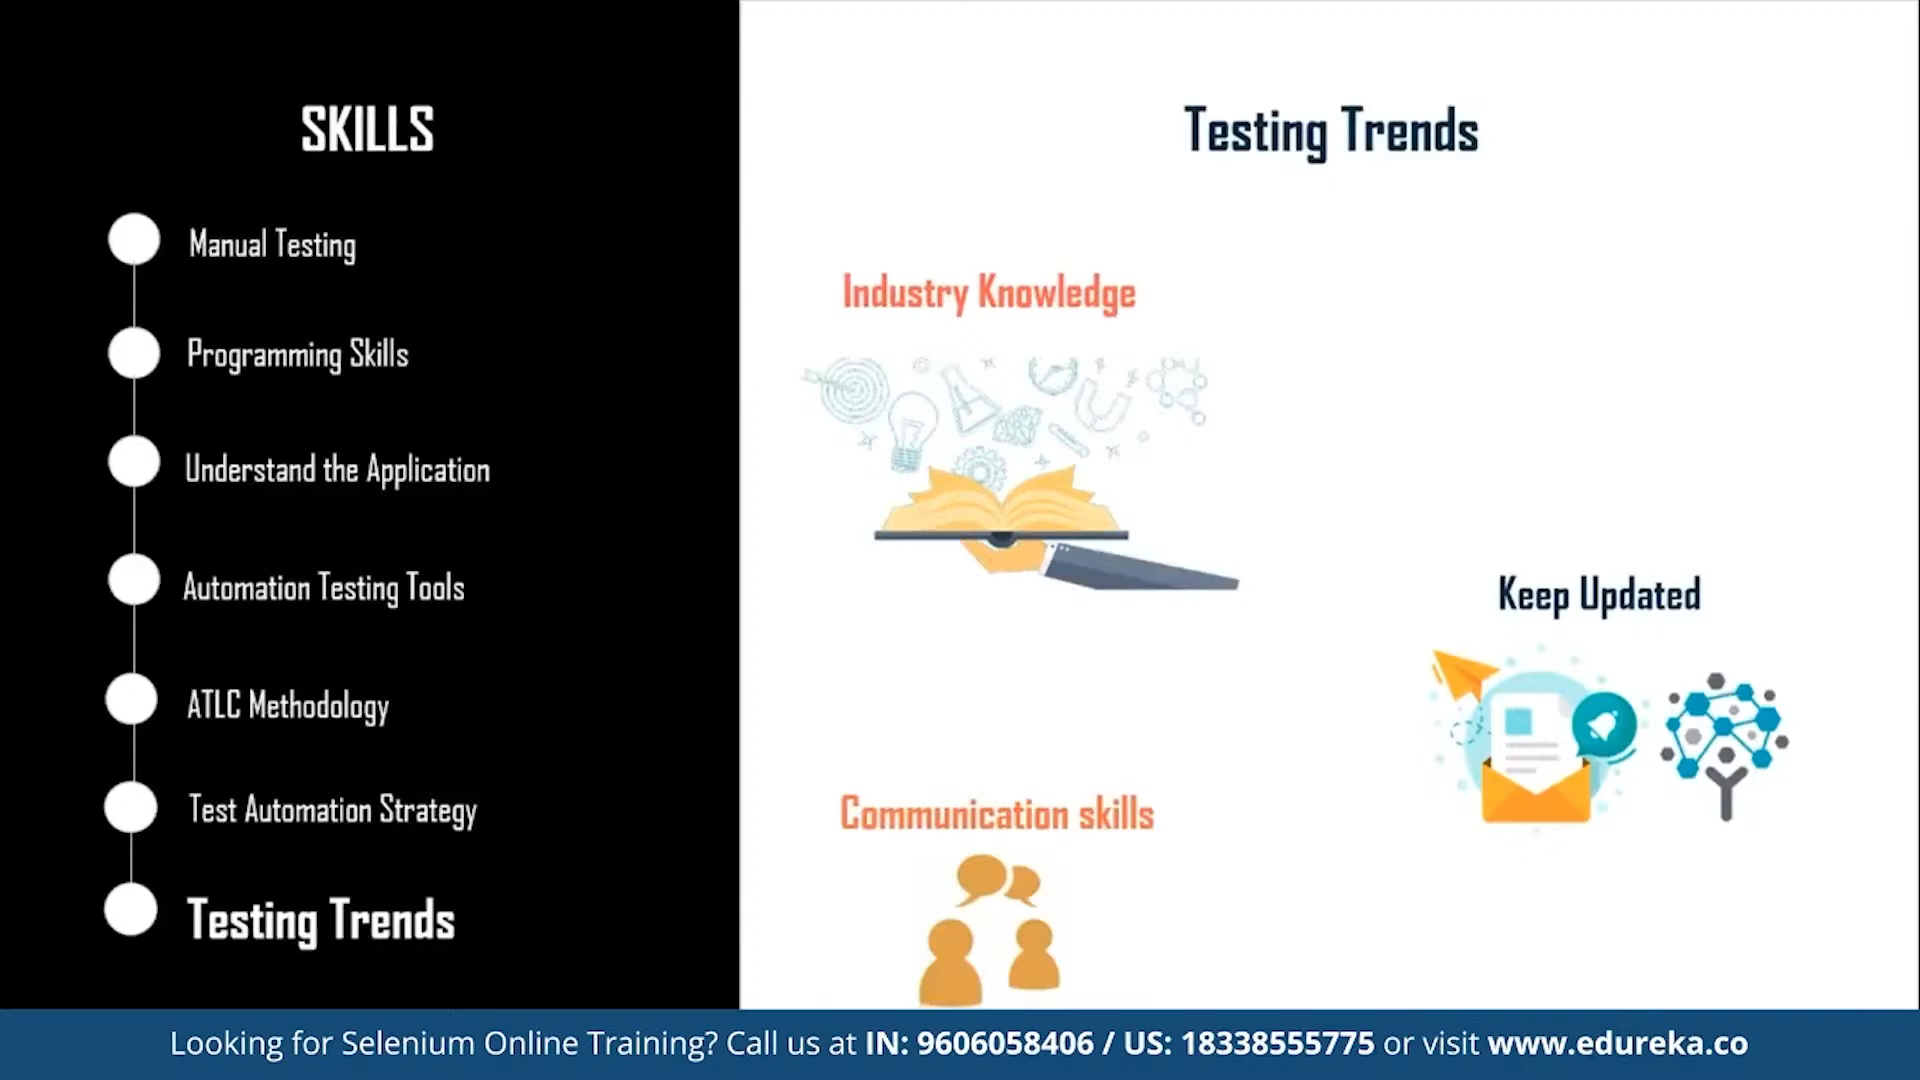 SKILLS
Manual Testing
Programming Skills
Understand the Application
Automation Testing Tools
ATLC Methodology
Test Automation Strategy
Testing Trends
Testing Trends
Industry Knowledge
Keep Updated
Communication skills
Looking for Selenium Online Training? Call us at IN: 9606058406 / US: 18338555775 or visit www.edureka.co